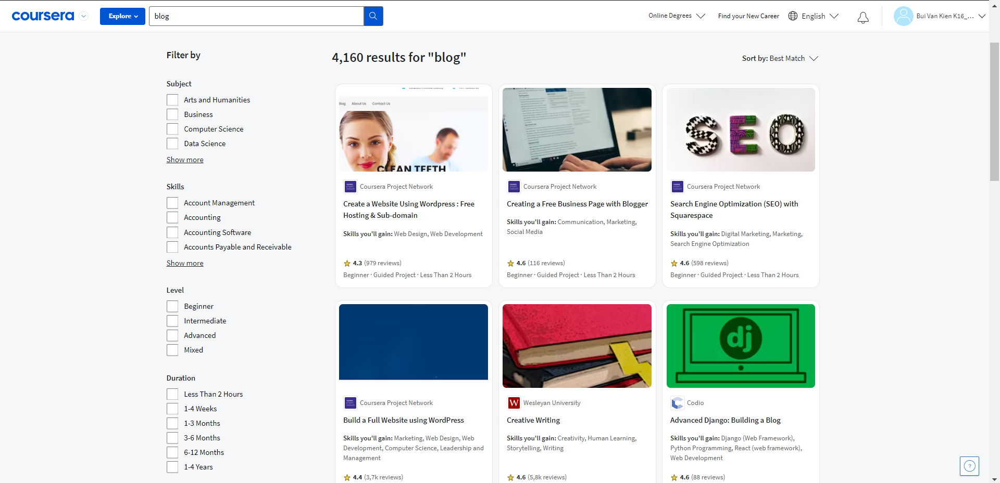 coursera
Explore
blog
Online Degrees
Find your New Career
English
Bui Van Kien K16_...
Filter by
Subject
Arts and Humanities
Business
Computer Science
Data Science
Show more
Skills
Account Management
Accounting
Accounting Software
Accounts Payable and Receivable
Show more
Level
Beginner
Intermediate
Advanced
Mixed
Duration
Less Than 2 Hours
1-4 Weeks
1-3 Months
3-6 Months
6-12 Months
1-4 Years
4,160 results for "blog"
Sort by: Best Match
Blog About Us Contact Us
CLEAN TEETH
Coursera Project Network
Create a Website Using Wordpress : Free
Hosting & Sub-domain
Skills you'll gain: Web Design, Web Development
4.3 (979 reviews)
Beginner · Guided Project · Less Than 2 Hours
Coursera Project Network
Creating a Free Business Page with Blogger
Skills you'll gain: Communication, Marketing,
Social Media
4.6 (116 reviews)
Beginner · Guided Project · Less Than 2 Hours
SEO
Coursera Project Network
Search Engine Optimization (SEO) with
Squarespace
Skills you'll gain: Digital Marketing, Marketing,
Search Engine Optimization
4.6 (598 reviews)
Beginner · Guided Project · Less Than 2 Hours
Coursera Project Network
Build a Full Website using WordPress
Skills you'll gain: Marketing, Web Design, Web
Development, Computer Science, Leadership and
Management
4.4 (3,7k reviews)
W Wesleyan University
Creative Writing
Skills you'll gain: Creativity, Human Learning,
Storytelling, Writing
4.6 (5,8k reviews)
dj
Codio
Advanced Django: Building a Blog
Skills you'll gain: Django (Web Framework),
Python Programming, React (web framework),
Web Development
4.6 (88 reviews)
?